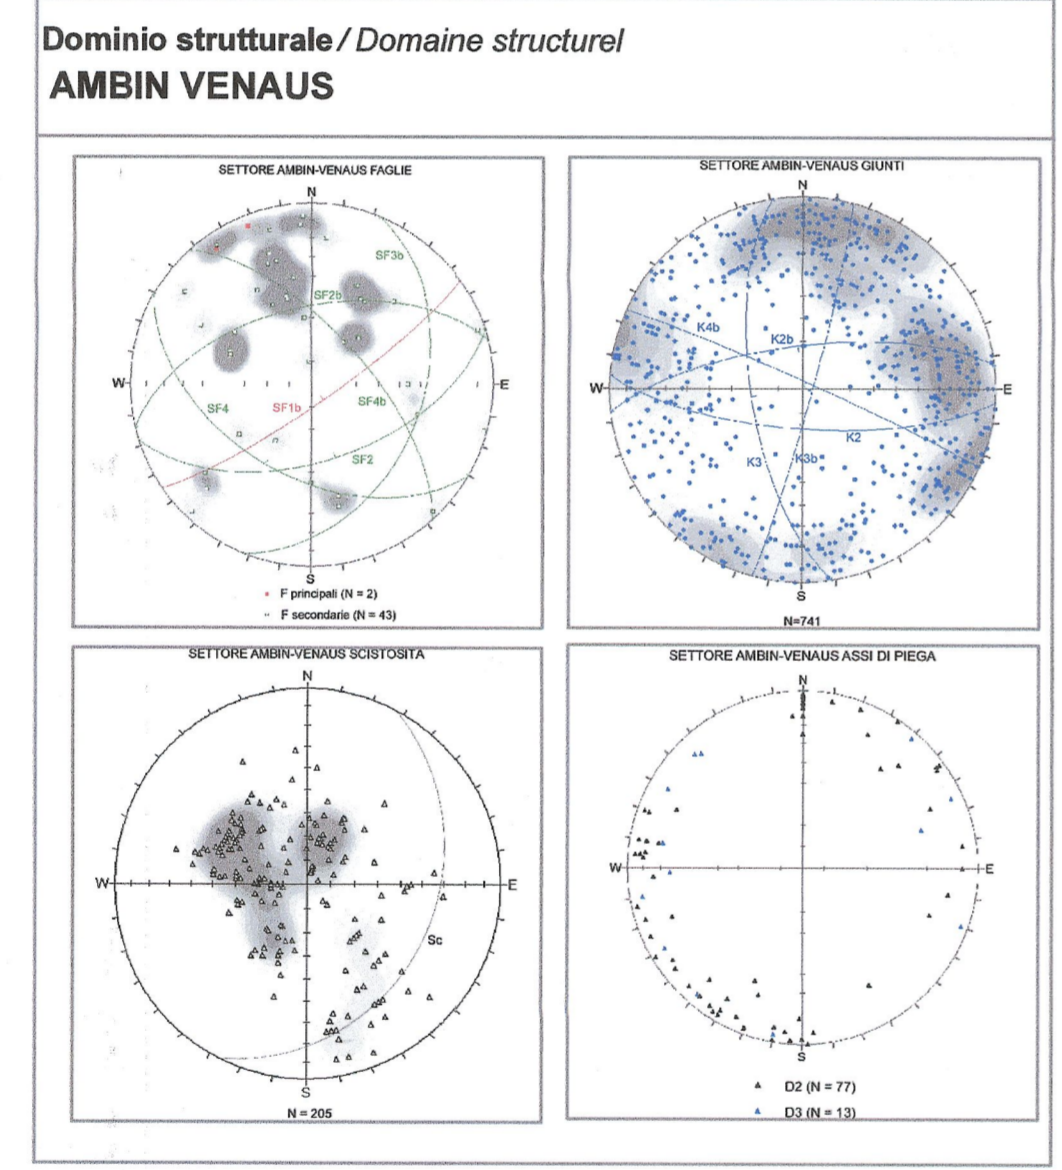 Dominio strutturale / Domaine structurel
AMBIN VENAUS
SETTORE AMBIN-VENAUS FAGLIE
N
SF3b
SF2b
W
E
SF4
SF1b
SF4b
SF2
S
F principali (N = 2)
F secondarie (N = 43)
SETTORE AMBIN-VENAUS GIUNTI
N
K4b
K2b
W
E
K2
K3
K3b
S
N=741
SETTORE AMBIN-VENAUS SCISTOSITA
N
W
E
Sc
S
N = 205
SETTORE AMBIN-VENAUS ASSI DI PIEGA
N
W
E
S
D2 (N = 77)
D3 (N = 13)